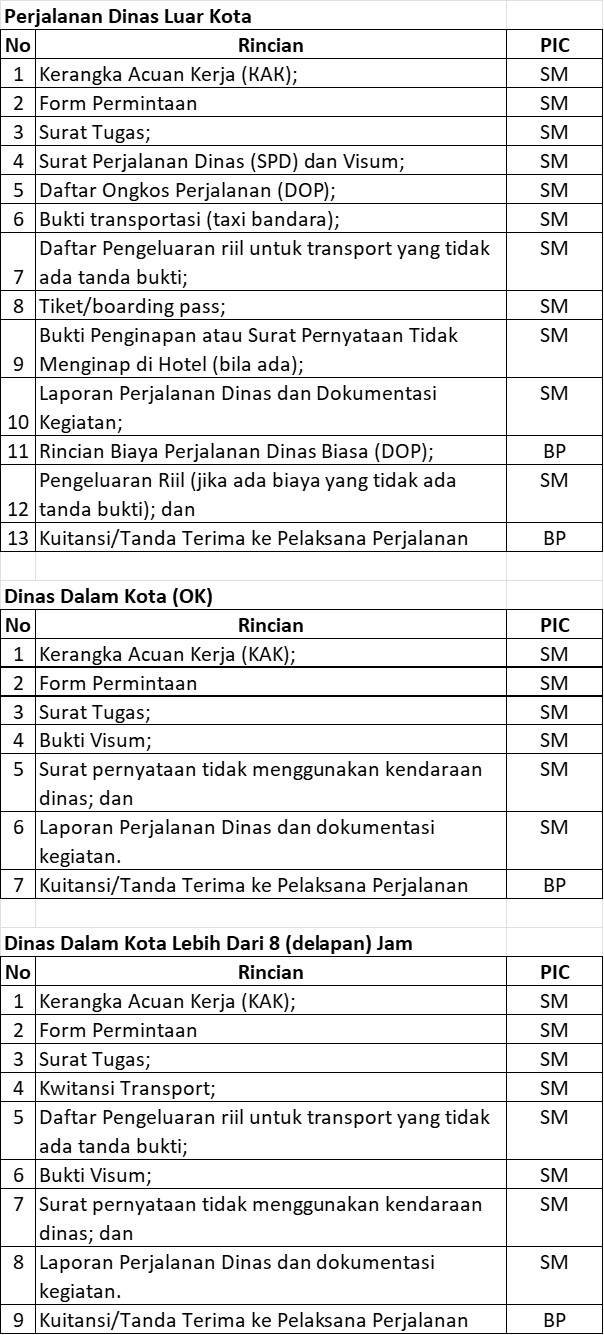 Perjalanan Dinas Luar Kota
No Rincian PIC
1 Kerangka Acuan Kerja (KAK); SM
2 Form Permintaan SM
3 Surat Tugas; SM
4 Surat Perjalanan Dinas (SPD) dan Visum; SM
5 Daftar Ongkos Perjalanan (DOP); SM
6 Bukti transportasi (taxi bandara); SM
Daftar Pengeluaran riil untuk transport yang tidak SM
7 ada tanda bukti;
8 Tiket/boarding pass; SM
Bukti Penginapan atau Surat Pernyataan Tidak SM
9 Menginap di Hotel (bila ada);
Laporan Perjalanan Dinas dan Dokumentasi SM
10 Kegiatan;
11 Rincian Biaya Perjalanan Dinas Biasa (DOP); BP
Pengeluaran Riil (jika ada biaya yang tidak ada SM
12 tanda bukti); dan
13 Kuitansi/Tanda Terima ke Pelaksana Perjalanan BP
Dinas Dalam Kota (OK)
No Rincian PIC
1 Kerangka Acuan Kerja (KAK); SM
2 Form Permintaan SM
3 Surat Tugas; SM
4 Bukti Visum; SM
5 Surat pernyataan tidak menggunakan kendaraan SM
dinas; dan
6 Laporan Perjalanan Dinas dan dokumentasi SM
kegiatan.
7 Kuitansi/Tanda Terima ke Pelaksana Perjalanan BP
Dinas Dalam Kota Lebih Dari 8 (delapan) Jam
No Rincian PIC
1 Kerangka Acuan Kerja (KAK); SM
2 Form Permintaan SM
3 Surat Tugas; SM
4 Kwitansi Transport; SM
5 Daftar Pengeluaran riil untuk transport yang tidak SM
ada tanda bukti;
6 Bukti Visum; SM
7 Surat pernyataan tidak menggunakan kendaraan SM
dinas; dan
8 Laporan Perjalanan Dinas dan dokumentasi SM
kegiatan.
9 Kuitansi/Tanda Terima ke Pelaksana Perjalanan BP